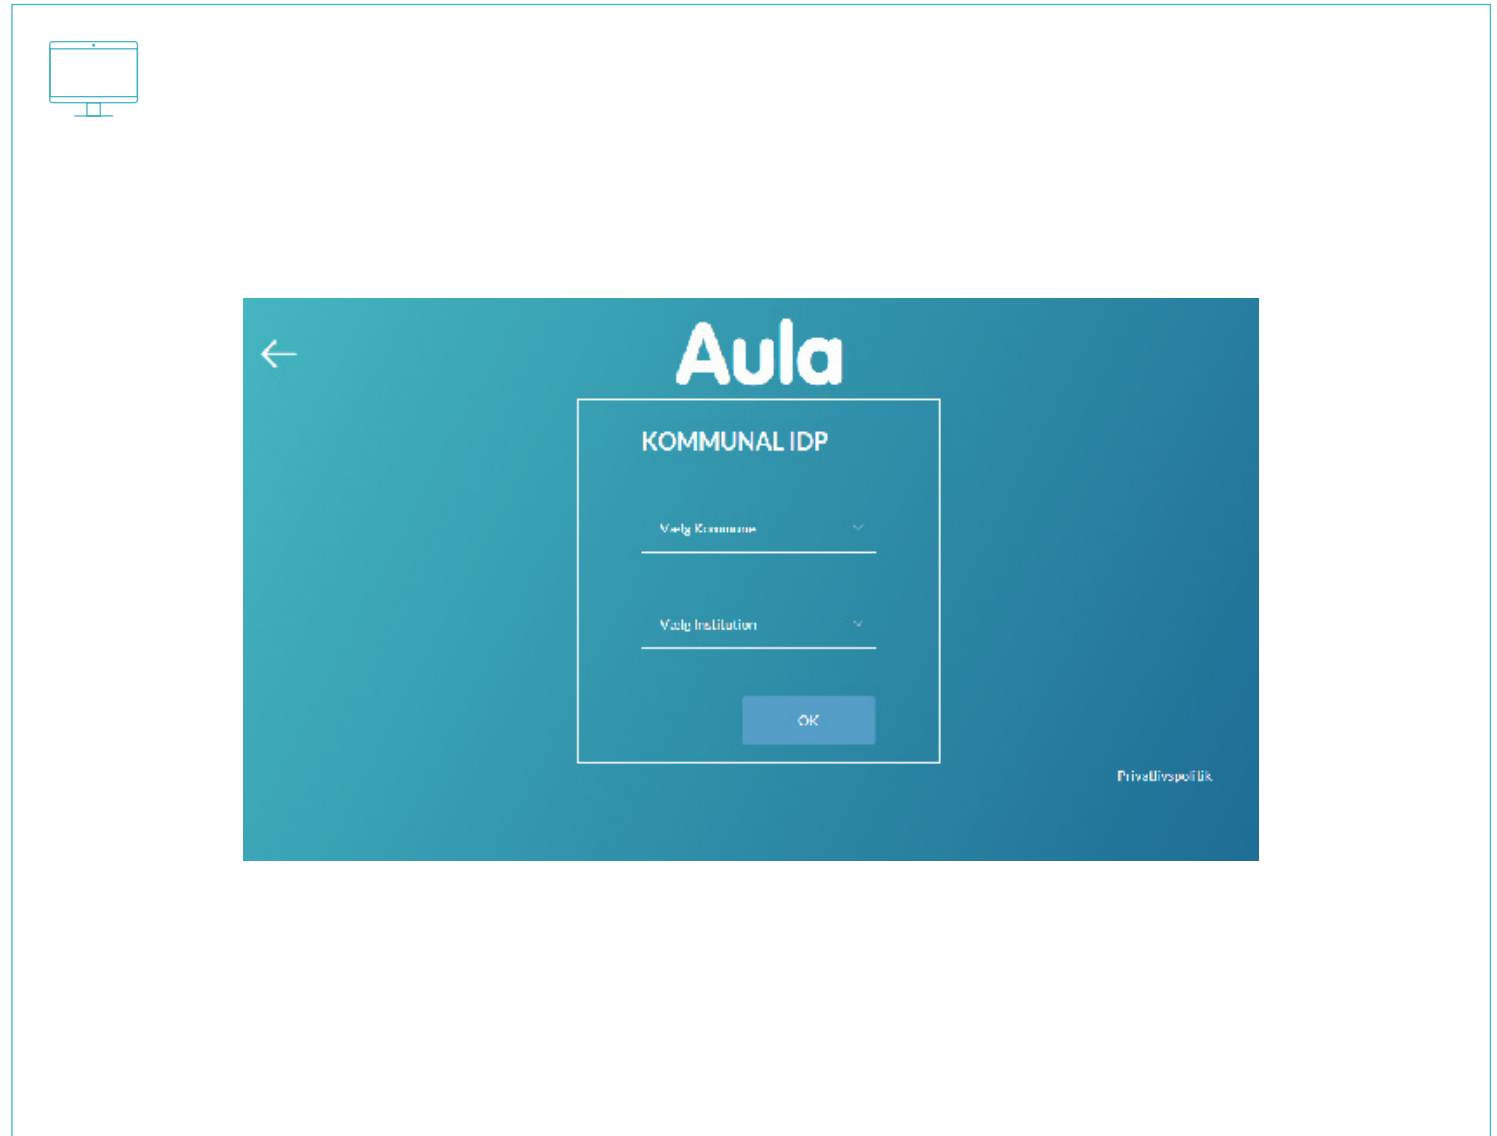 Aula
KOMMUNAL IDP
Vælg Kommune
Vælg Institution
OK
Privatlivspolitik